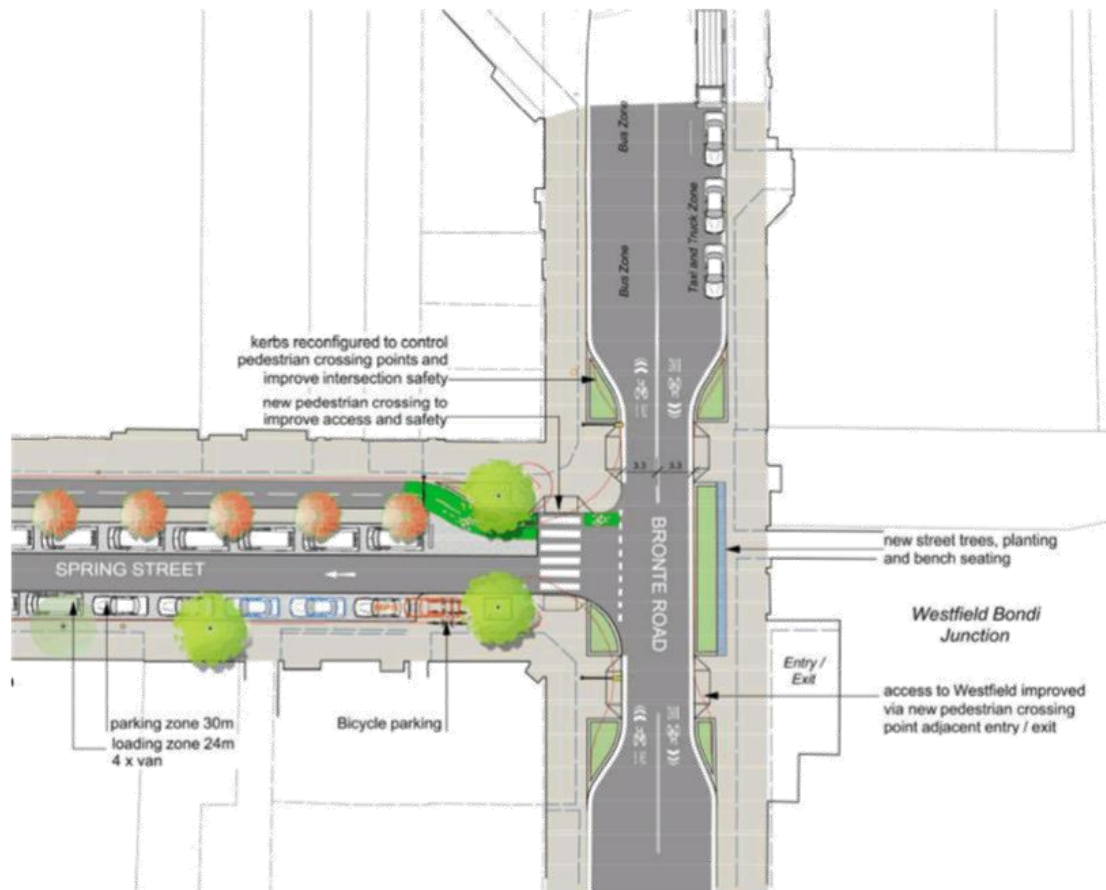 Bus Zone
Bus Zone
Taxi and Truck Zone
kerbs reconfigured to control
pedestrian crossing points and
improve intersection safety
new pedestrian crossing to
improve access and safety
3.3
3.3
SPRING STREET
BRONTE ROAD
new street trees, planting
and bench seating
Westfield Bondi
Junction
Entry /
Exit
access to Westfield improved
via new pedestrian crossing
point adjacent entry / exit
parking zone 30m
loading zone 24m
4 x van
Bicycle parking